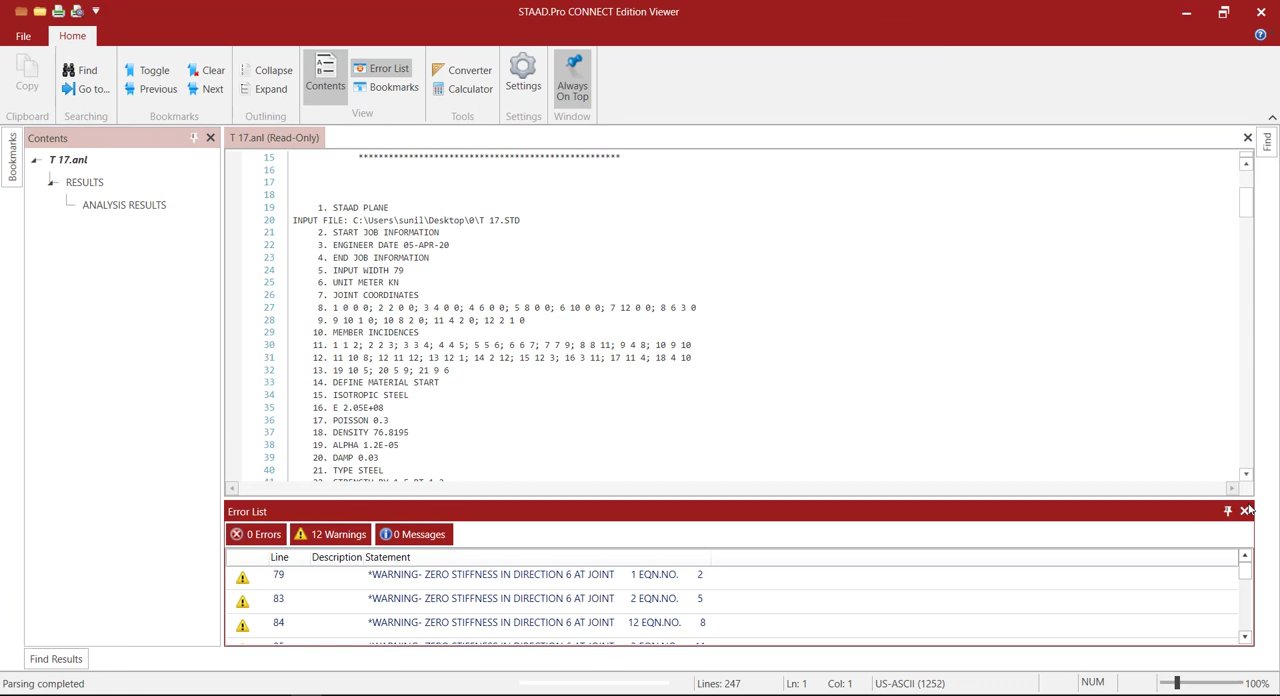 STAAD.Pro CONNECT Edition Viewer
File
Home
Copy
Find
Go to...
Toggle
Previous
Clear
Next
Collapse
Expand
Contents
Error List
Bookmarks
Converter
Calculator
Settings
Always
On Top
Clipboard
Searching
Bookmarks
Outlining
View
Tools
Settings
Window
Bookmarks
Contents
T 17.anl
RESULTS
ANALYSIS RESULTS
T 17.anl (Read-Only)
Find
15 ****************************************************
16
17
18
19 1. STAAD PLANE
20 INPUT FILE: C:\Users\sunil\Desktop\0\T 17.STD
21 2. START JOB INFORMATION
22 3. ENGINEER DATE 05-APR-20
23 4. END JOB INFORMATION
24 5. INPUT WIDTH 79
25 6. UNIT METER KN
26 7. JOINT COORDINATES
27 8. 1 0 0 0; 2 2 0 0; 3 4 0 0; 4 6 0 0; 5 8 0 0; 6 10 0 0; 7 12 0 0; 8 6 3 0
28 9. 9 10 1 0; 10 8 2 0; 11 4 2 0; 12 2 1 0
29 10. MEMBER INCIDENCES
30 11. 1 1 2; 2 2 3; 3 3 4; 4 4 5; 5 5 6; 6 6 7; 7 7 9; 8 8 11; 9 4 8; 10 9 10
31 12. 11 10 8; 12 11 12; 13 12 1; 14 2 12; 15 12 3; 16 3 11; 17 11 4; 18 4 10
32 13. 19 10 5; 20 5 9; 21 9 6
33 14. DEFINE MATERIAL START
34 15. ISOTROPIC STEEL
35 16. E 2.05E+08
36 17. POISSON 0.3
37 18. DENSITY 76.8195
38 19. ALPHA 1.2E-05
39 20. DAMP 0.03
40 21. TYPE STEEL
Error List
0 Errors
12 Warnings
0 Messages
Line Description Statement
79 *WARNING- ZERO STIFFNESS IN DIRECTION 6 AT JOINT 1 EQN.NO. 2
83 *WARNING- ZERO STIFFNESS IN DIRECTION 6 AT JOINT 2 EQN.NO. 5
84 *WARNING- ZERO STIFFNESS IN DIRECTION 6 AT JOINT 12 EQN.NO. 8
Find Results
Parsing completed
Lines: 247
Ln: 1
Col: 1
US-ASCII (1252)
NUM
100%